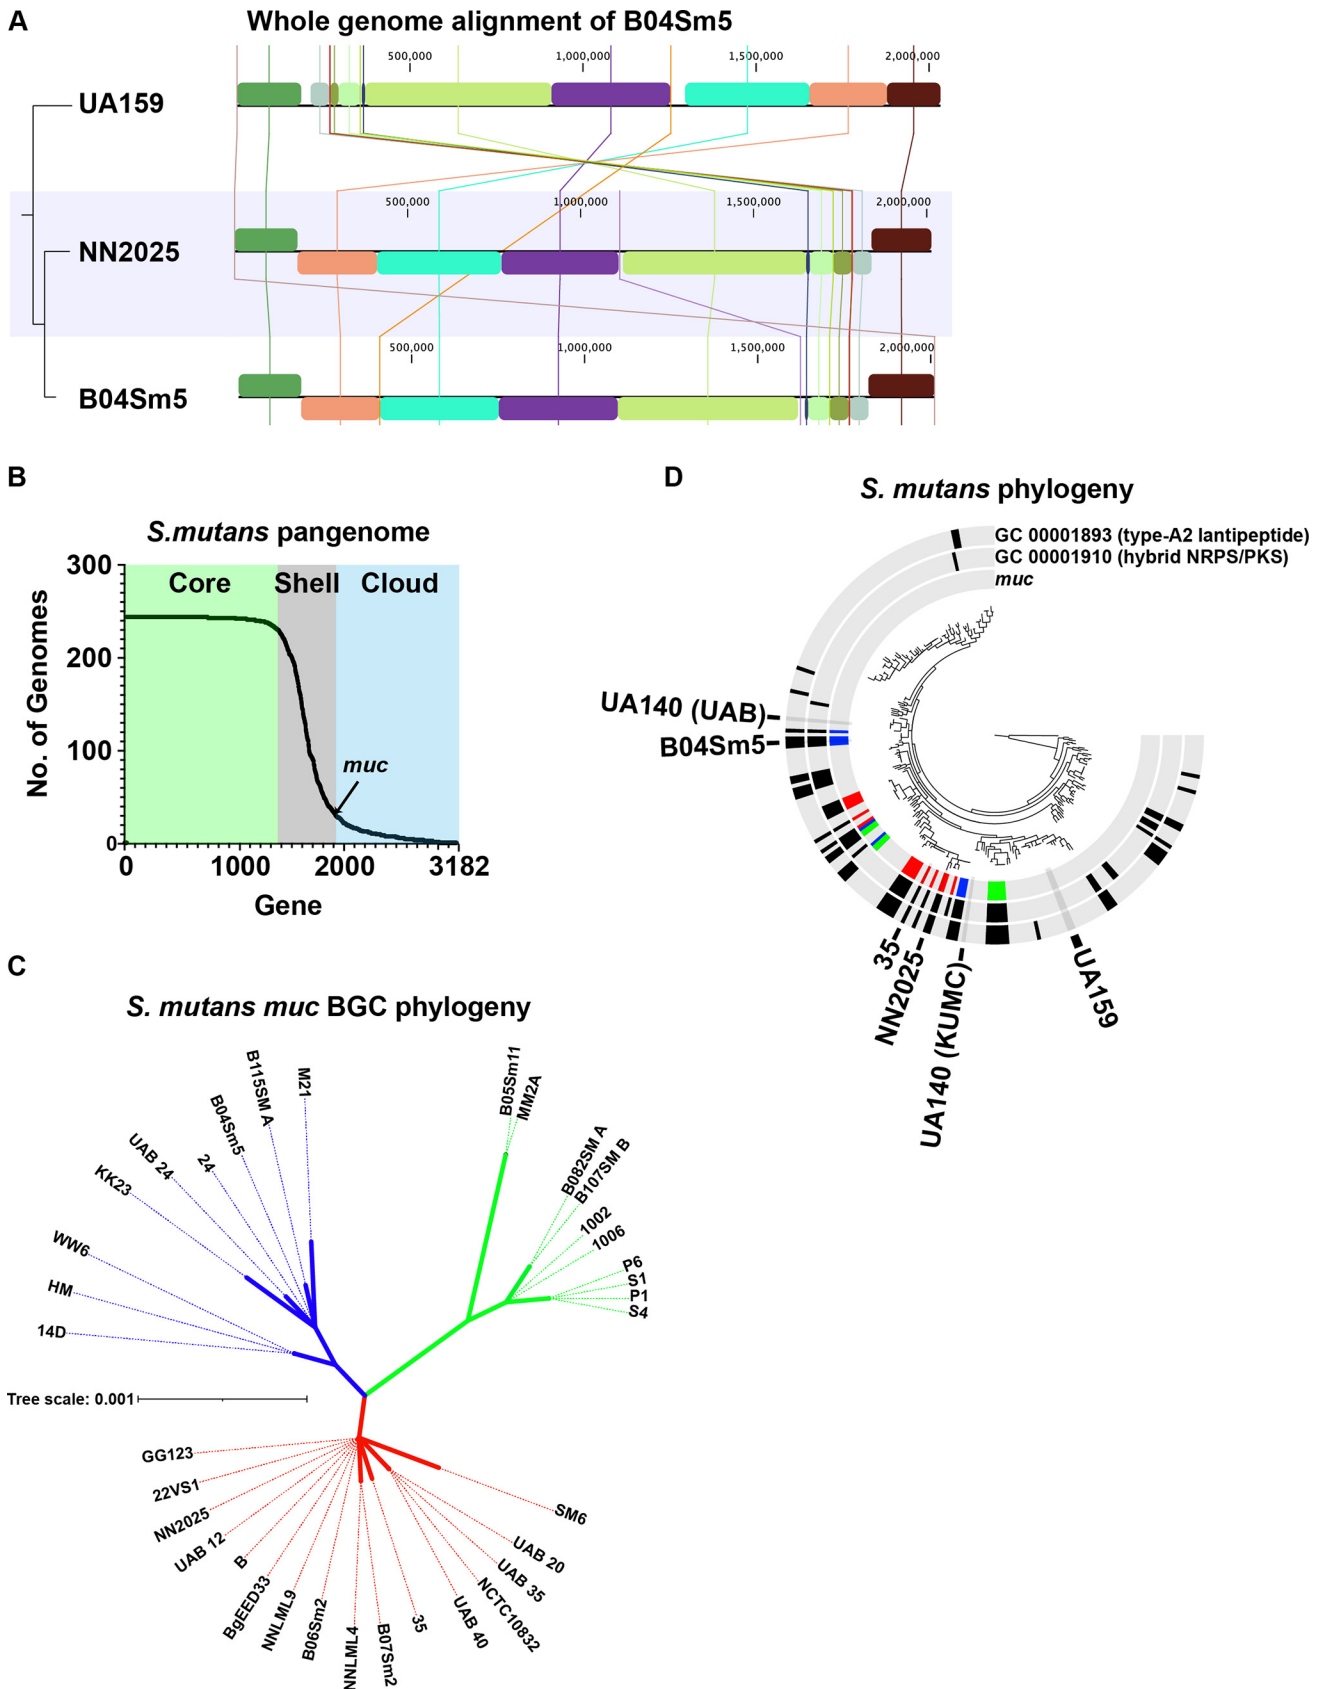 A
Whole genome alignment of B04Sm5
500,000 1,000,000 1,500,000 2,000,000
UA159
500,000 1,000,000 1,500,000 2,000,000
NN2025
500,000 1,000,000 1,500,000 2,000,000
B04Sm5
B
S.mutans pangenome
Core Shell Cloud
300
200
100
0
No. of Genomes
muc
0 1000 2000 3182
Gene
C
S. mutans muc BGC phylogeny
M21
B115SM A
B04Sm5
24
UAB 24
KK23
WW6
HM
14D
B05Sm11
MM2A
B082SM A
B107SM B
1002
1006
P6
S1
P1
S4
Tree scale: 0.001
GG123
22VS1
NN2025
UAB 12
B
BgEED33
NNLML9
B06Sm2
NNLML4
B07Sm2
35
UAB 40
NCTC10832
UAB 35
UAB 20
SM6
D
S. mutans phylogeny
GC 00001893 (type-A2 lantipeptide)
GC 00001910 (hybrid NRPS/PKS)
muc
UA140 (UAB)
B04Sm5
35
NN2025
UA140 (KUMC)
UA159